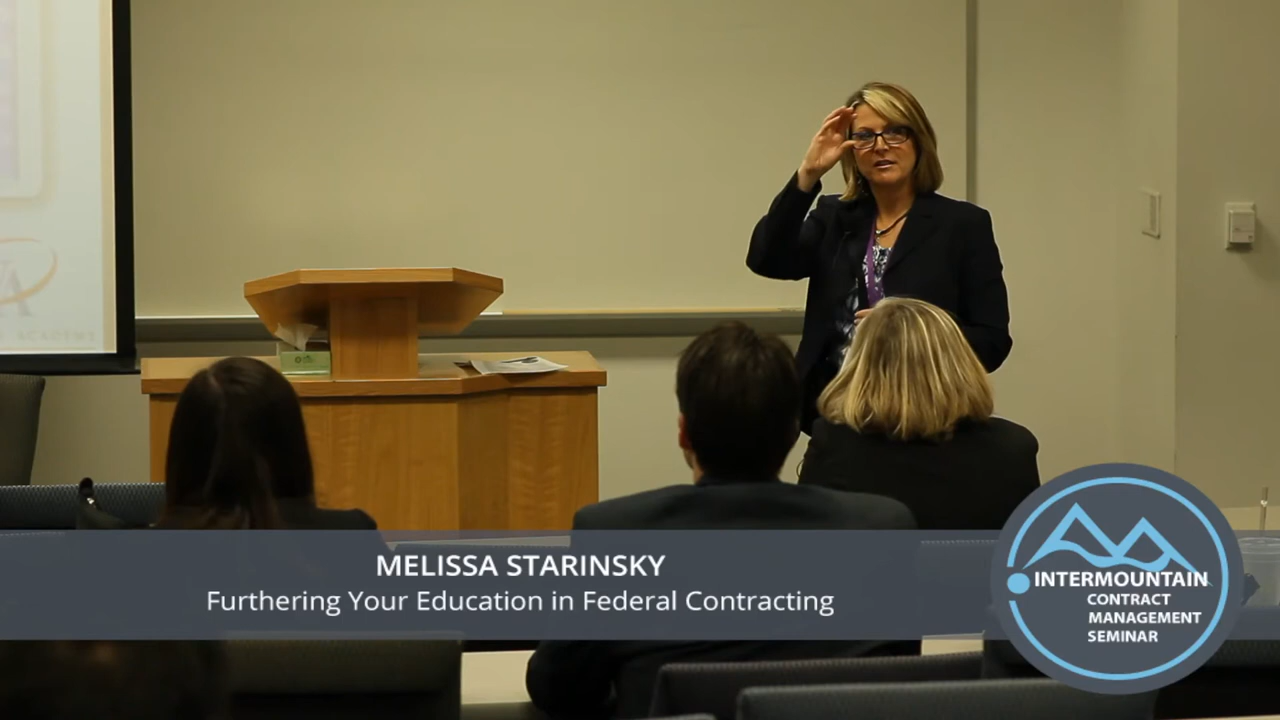 MELISSA STARINSKY
Furthering Your Education in Federal Contracting
INTERMOUNTAIN
CONTRACT
MANAGEMENT
SEMINAR